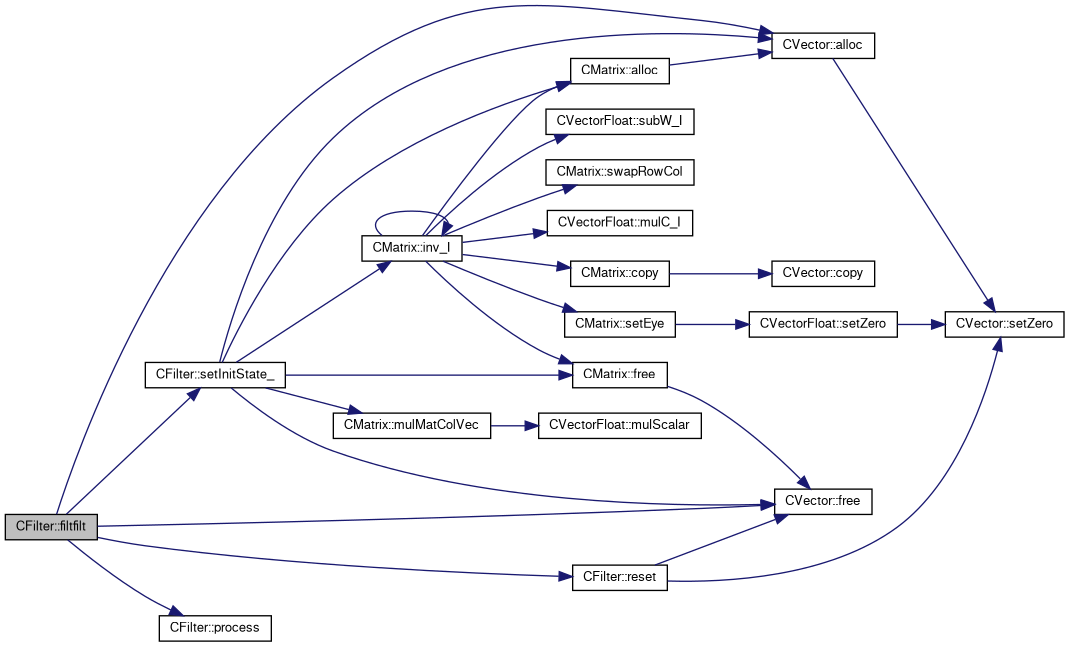 CVector::alloc
CMatrix::alloc
CVectorFloat::subW_I
CMatrix::swapRowCol
CVectorFloat::mulC_I
CMatrix::inv_I
CMatrix::copy
CVector::copy
CMatrix::setEye
CVectorFloat::setZero
CVector::setZero
CFilter::setInitState_
CMatrix::free
CMatrix::mulMatColVec
CVectorFloat::mulScalar
CVector::free
CFilter::filtfilt
CFilter::reset
CFilter::process